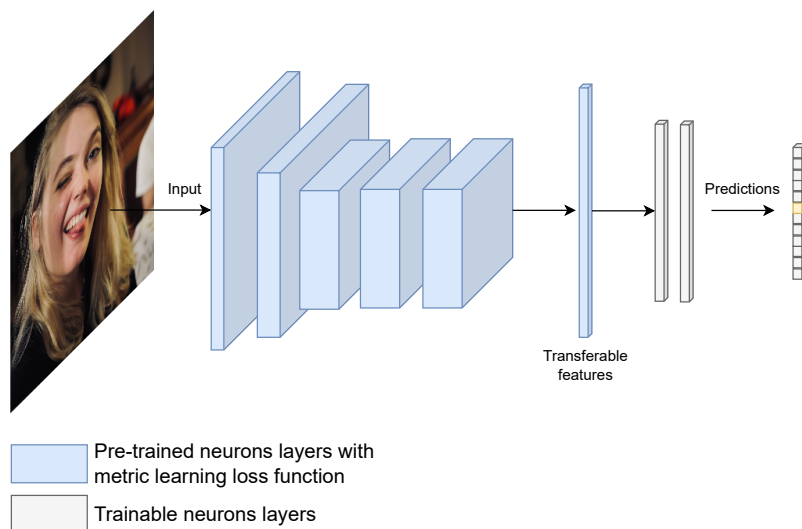 Input
Predictions
Transferable
features
Pre-trained neurons layers with
metric learning loss function
Trainable neurons layers